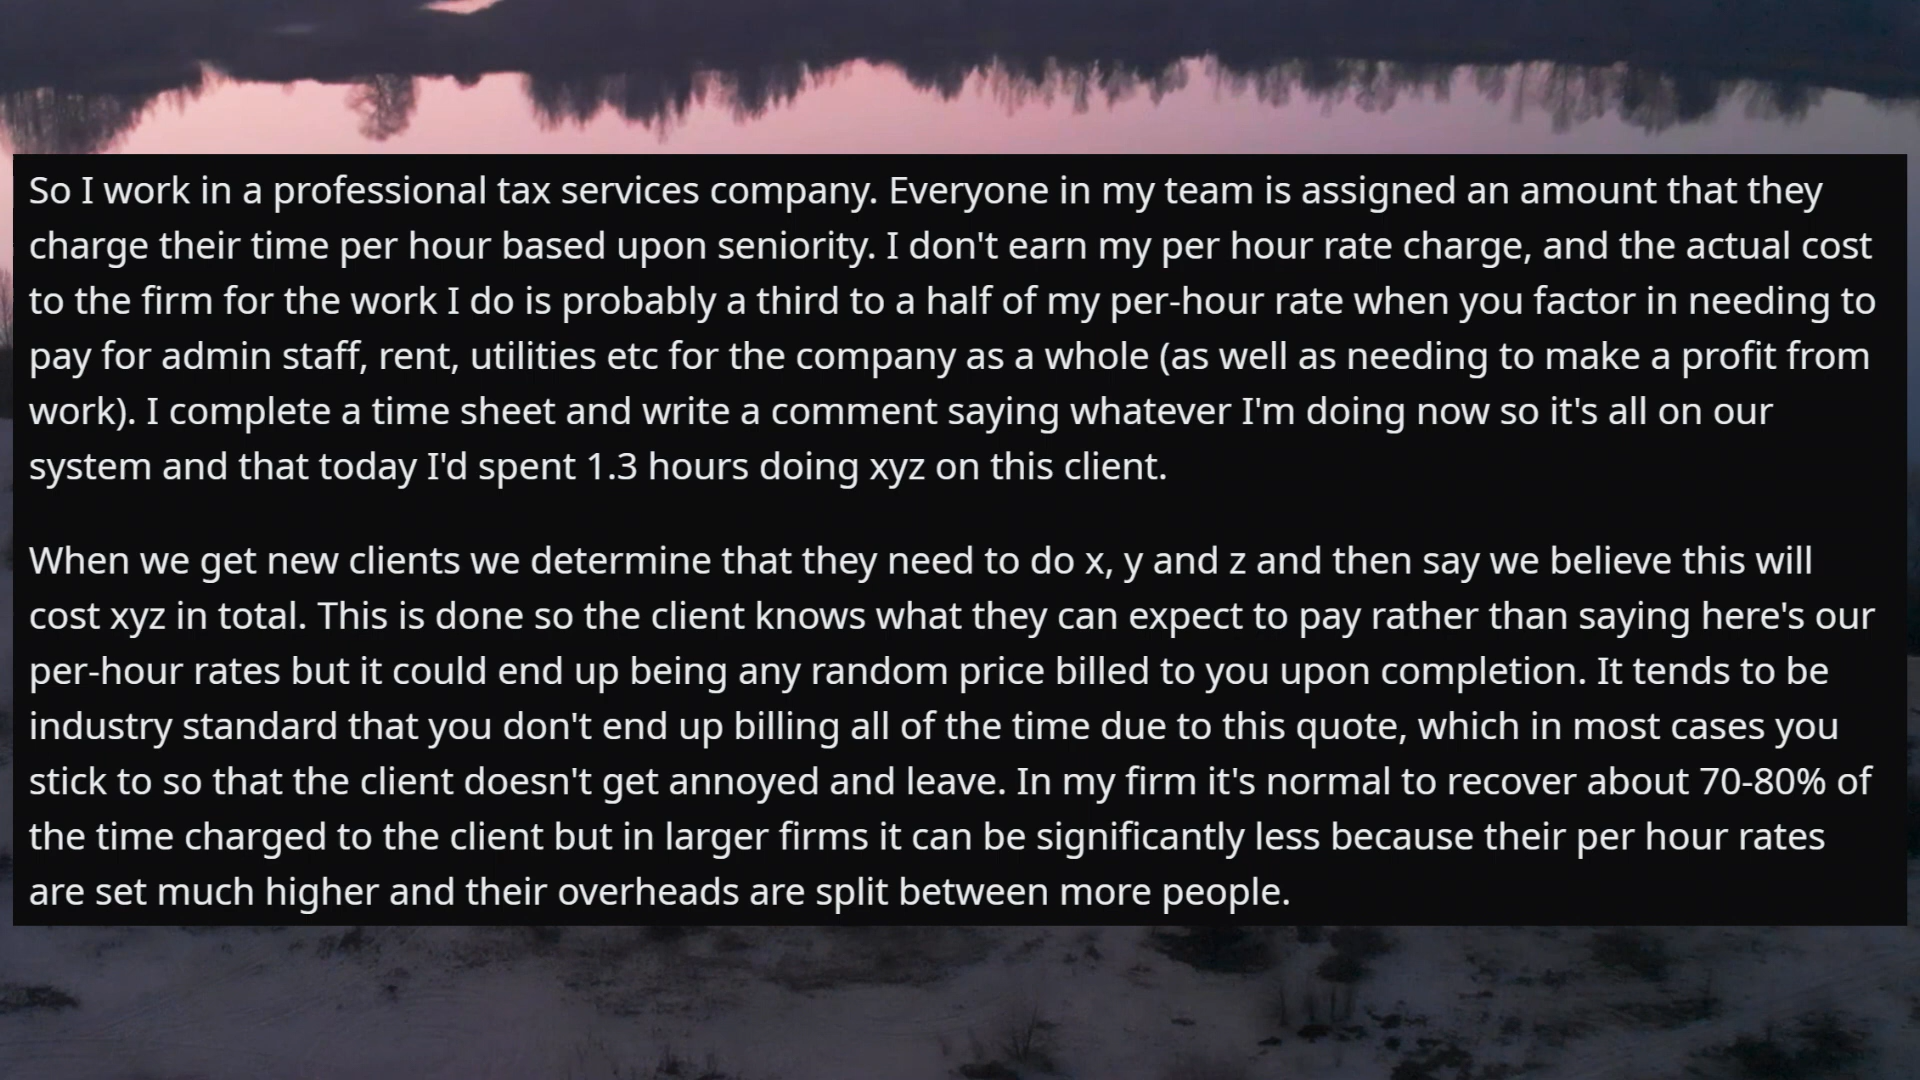 So I work in a professional tax services company. Everyone in my team is assigned an amount that they
charge their time per hour based upon seniority. I don't earn my per hour rate charge, and the actual cost
to the firm for the work I do is probably a third to a half of my per-hour rate when you factor in needing to
pay for admin staff, rent, utilities etc for the company as a whole (as well as needing to make a profit from
work). I complete a time sheet and write a comment saying whatever I'm doing now so it's all on our
system and that today I'd spent 1.3 hours doing xyz on this client.
When we get new clients we determine that they need to do x, y and z and then say we believe this will
cost xyz in total. This is done so the client knows what they can expect to pay rather than saying here's our
per-hour rates but it could end up being any random price billed to you upon completion. It tends to be
industry standard that you don't end up billing all of the time due to this quote, which in most cases you
stick to so that the client doesn't get annoyed and leave. In my firm it's normal to recover about 70-80% of
the time charged to the client but in larger firms it can be significantly less because their per hour rates
are set much higher and their overheads are split between more people.